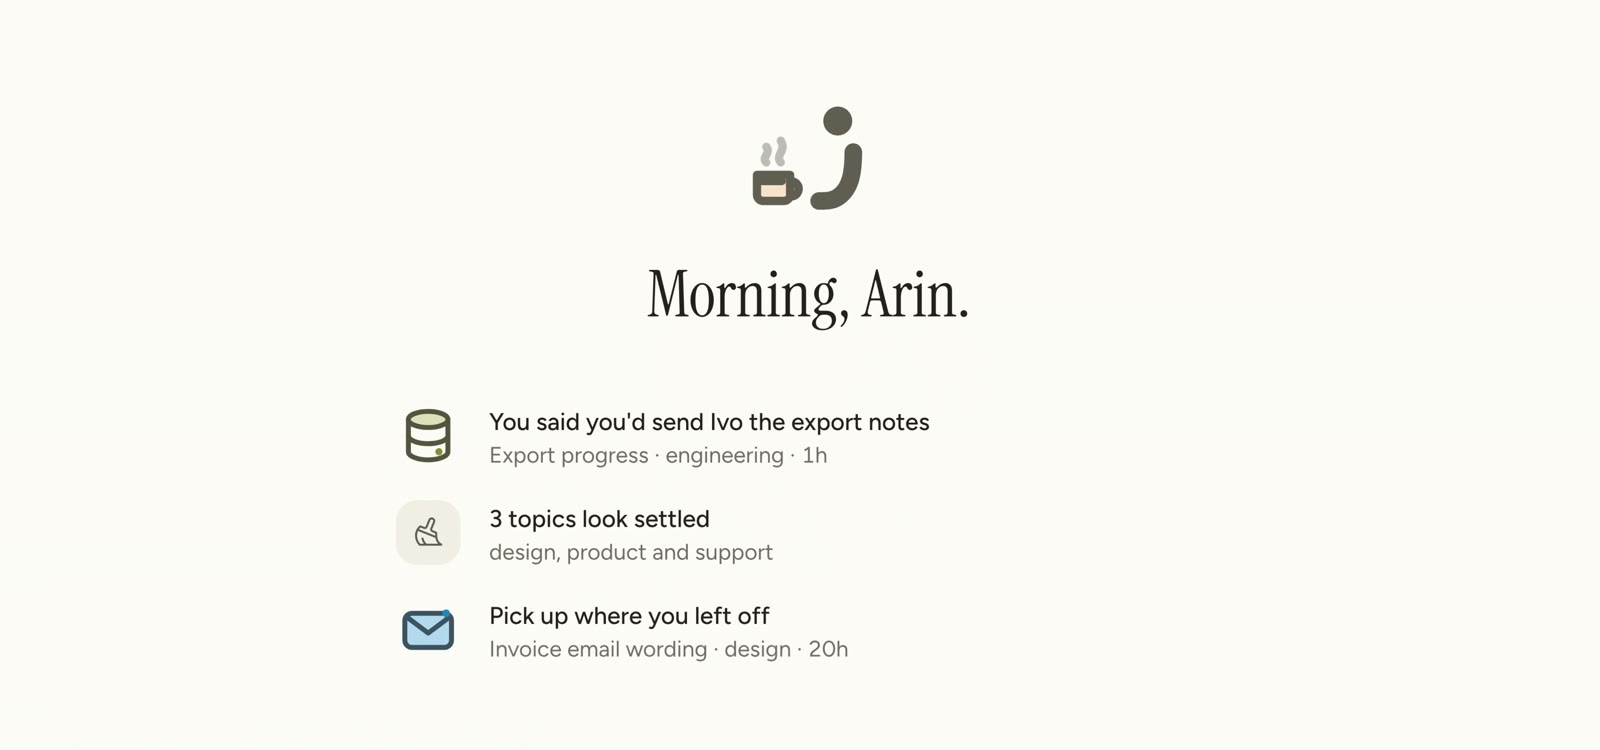 Morning, Arin.
You said you'd send Ivo the export notes
Export progress · engineering · 1h
3 topics look settled
design, product and support
Pick up where you left off
Invoice email wording · design · 20h